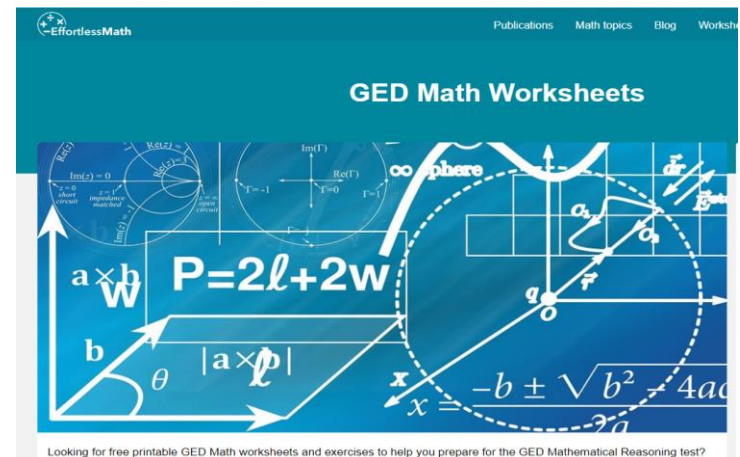 EffortlessMath
Publications Math topics Blog
GED Math Worksheets
Im(Γ)
Re(z)
Im(z) = 0
Re(Γ)
∞ sphere
z = 0
short
circuit
z = 1
impedance
matched
z = ∞
open
circuit
Γ= -1
Γ=0
Γ=1
a×b
W
P=2ℓ+2w
b
θ
|a×b|
ℓ
q
O
x
x = -b ± √b² - 4ac
2a
Looking for free printable GED Math worksheets and exercises to help you prepare for the GED Mathematical Reasoning test?